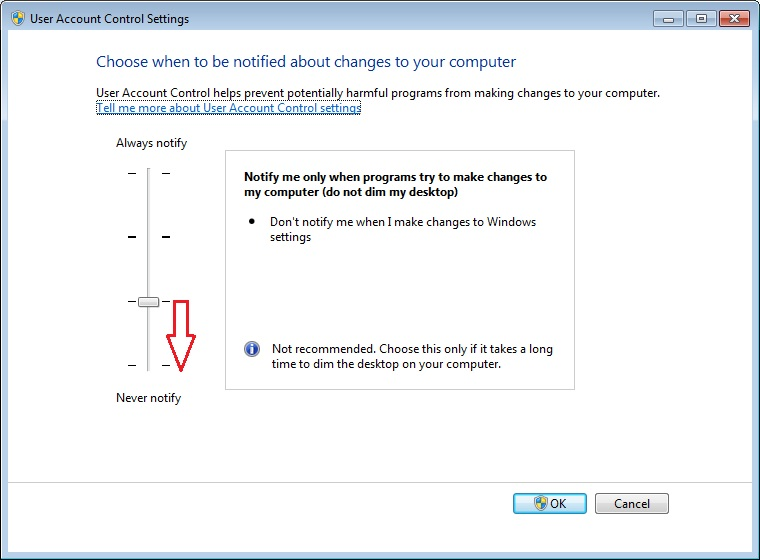 User Account Control Settings
Choose when to be notified about changes to your computer
User Account Control helps prevent potentially harmful programs from making changes to your computer.
Tell me more about User Account Control settings
Always notify
Notify me only when programs try to make changes to
my computer (do not dim my desktop)
• Don't notify me when I make changes to Windows
settings
Not recommended. Choose this only if it takes a long
time to dim the desktop on your computer.
Never notify
OK
Cancel